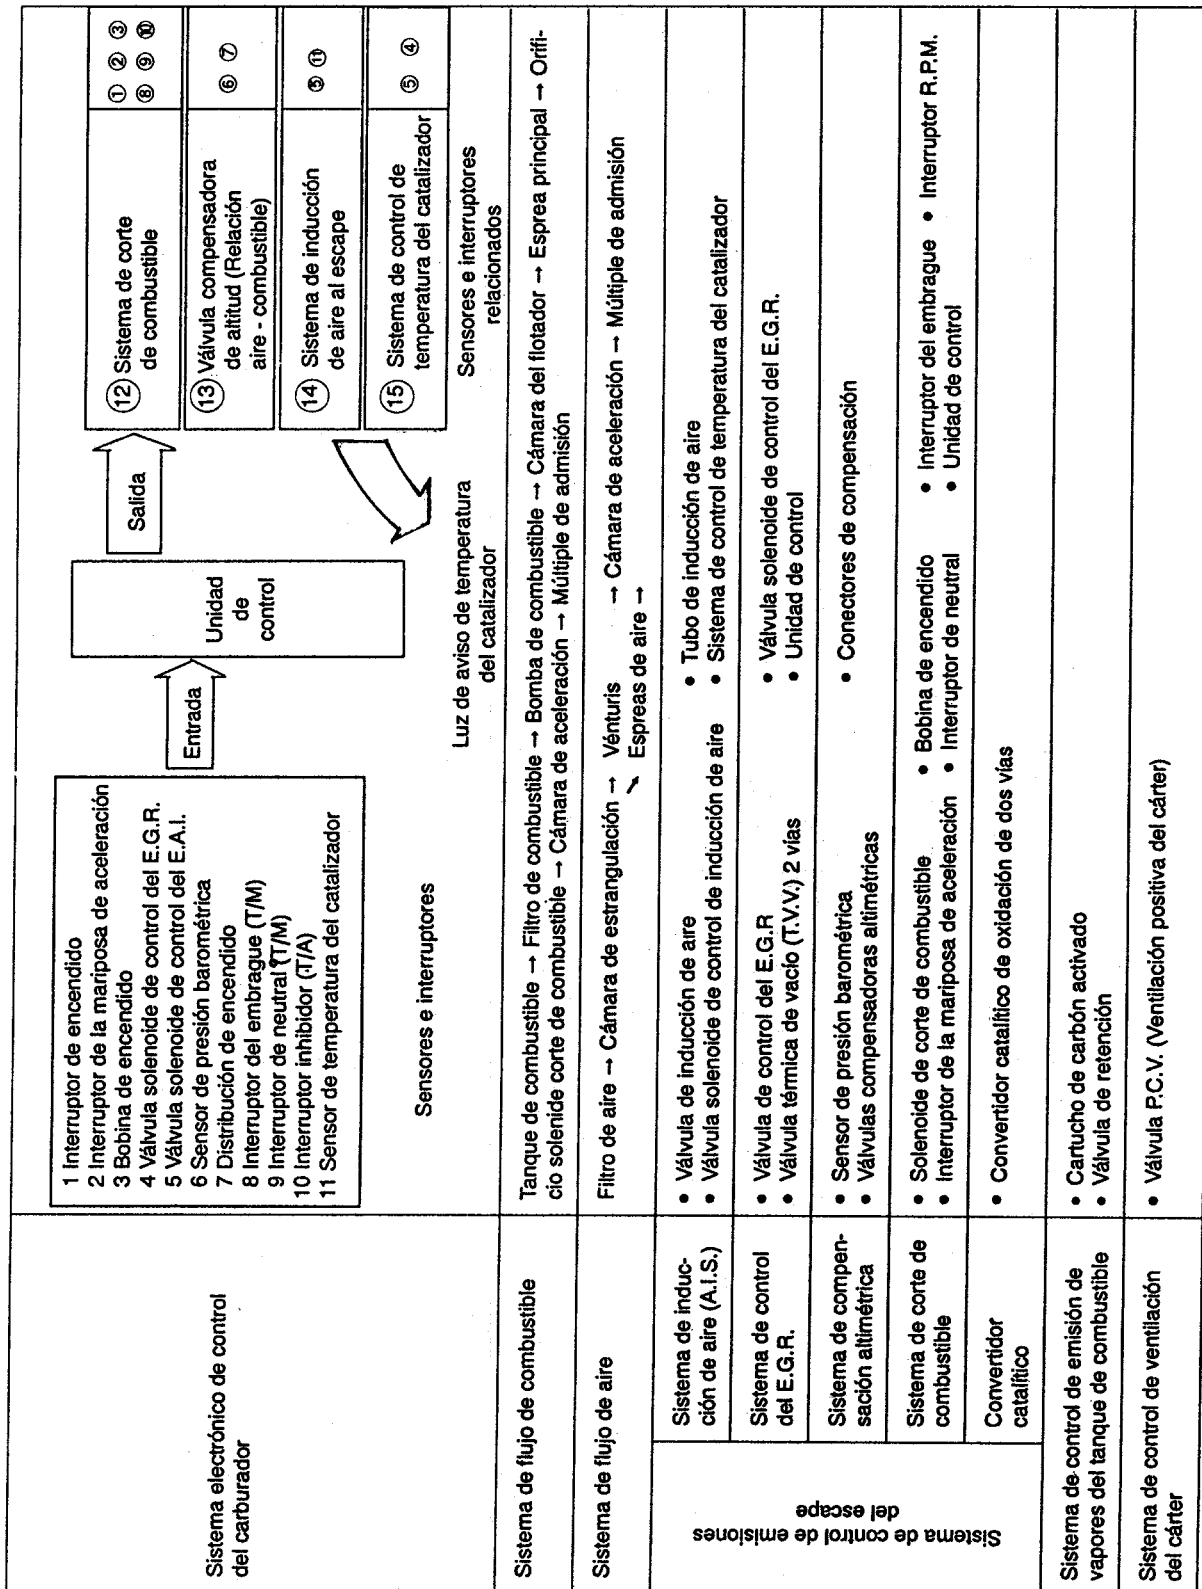 Sistema electrónico de control
del carburador
1 Interruptor de encendido
2 Interruptor de la mariposa de aceleración
3 Bobina de encendido
4 Válvula solenoide de control del E.G.R.
5 Válvula solenoide de control del E.A.I.
6 Sensor de presión barométrica
7 Distribución de encendido
8 Interruptor del embrague (T/M)
9 Interruptor de neutral (T/M)
10 Interruptor inhibidor (T/A)
11 Sensor de temperatura del catalizador
Sensores e interruptores
Entrada
Unidad
de
control
Luz de aviso de temperatura
del catalizador
Salida
⑫ Sistema de corte
de combustible
① ② ③
⑧ ⑨ ⑩
⑬ Válvula compensadora
de altitud (Relación
aire - combustible)
⑥ ⑦
⑭ Sistema de inducción
de aire al escape
⑤ ⑪
⑮ Sistema de control de
temperatura del catalizador
⑤ ④
Sensores e interruptores
relacionados
Sistema de flujo de combustible
Tanque de combustible → Filtro de combustible → Bomba de combustible → Cámara del flotador → Esprea principal → Orifi-
cio solenide corte de combustible → Cámara de aceleración → Múltiple de admisión
Sistema de flujo de aire
Filtro de aire → Cámara de estrangulación → Vénturis → Cámara de aceleración → Múltiple de admisión
↘ Espreas de aire →
Sistema de control de emisiones
del escape
Sistema de induc-
ción de aire (A.I.S.)
• Válvula de inducción de aire • Tubo de inducción de aire
• Válvula solenoide de control de inducción de aire • Sistema de control de temperatura del catalizador
Sistema de control
del E.G.R.
• Válvula de control del E.G.R • Válvula solenoide de control del E.G.R.
• Válvula térmica de vacío (T.V.V.) 2 vías • Unidad de control
Sistema de compen-
sación altimétrica
• Sensor de presión barométrica • Conectores de compensación
• Válvulas compensadoras altimétricas
Sistema de corte de
combustible
• Solenoide de corte de combustible • Bobina de encendido • Interruptor del embrague • Interruptor R.P.M.
• Interruptor de la mariposa de aceleración • Interruptor de neutral • Unidad de control
Convertidor
catalítico
• Convertidor catalítico de oxidación de dos vías
Sistema de control de emisión de
vapores del tanque de combustible
• Cartucho de carbón activado
• Válvula de retención
Sistema de control de ventilación
del cárter
• Válvula P.C.V. (Ventilación positiva del cárter)